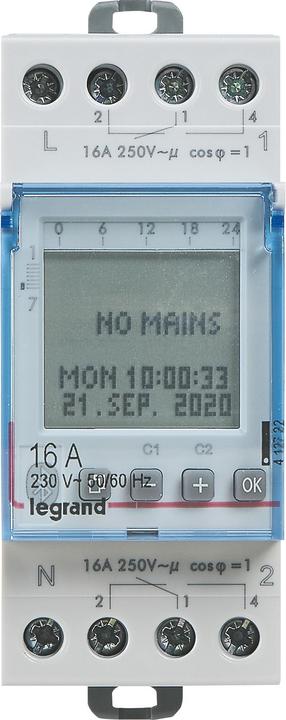 2 1 4
L 1
16A 250V~µ cosφ=1
0 6 12 18 24
1
7
NO MAINS
MON 10:00:33
21.SEP. 2020
16 A C1 C2
230 V~ 50/60 Hz
- + OK
legrand
4 127 22
N 16A 250V~µ cosφ=1 2
2 1 4